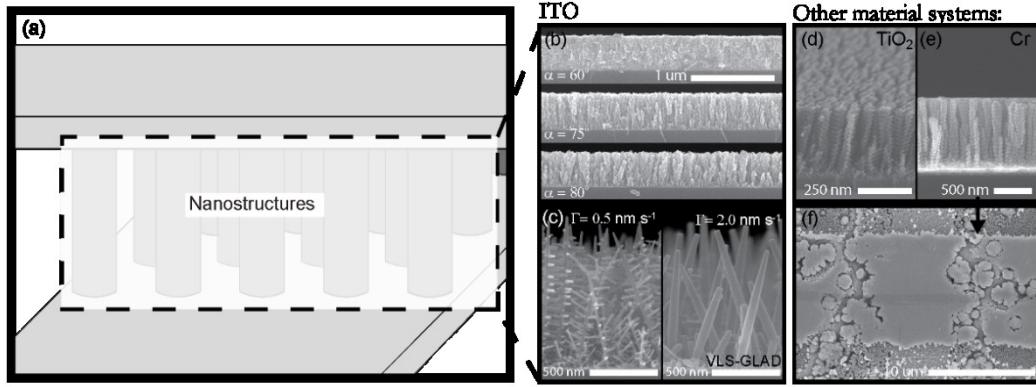 ITO
Other material systems:
(a)
Nanostructures
(b)
α = 60°
1 um
α = 75°
α = 80°
(c) Γ = 0.5 nm s⁻¹
Γ = 2.0 nm s⁻¹
500 nm
VLS-GLAD
500 nm
(d) TiO₂
250 nm
(e) Cr
500 nm
(f)
0 um